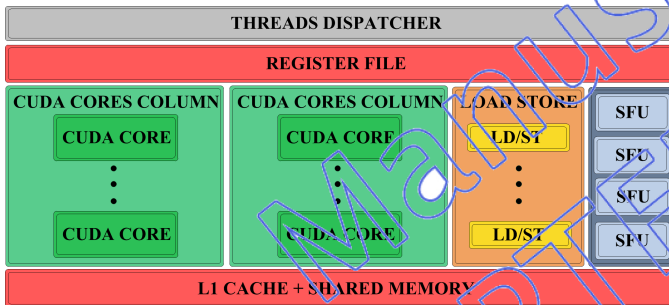 THREADS DISPATCHER
REGISTER FILE
CUDA CORES COLUMN
CUDA CORE
CUDA CORE
CUDA CORES COLUMN
CUDA CORE
CUDA CORE
LOAD STORE
LD/ST
LD/ST
SFU
SFU
SFU
SFU
L1 CACHE + SHARED MEMORY